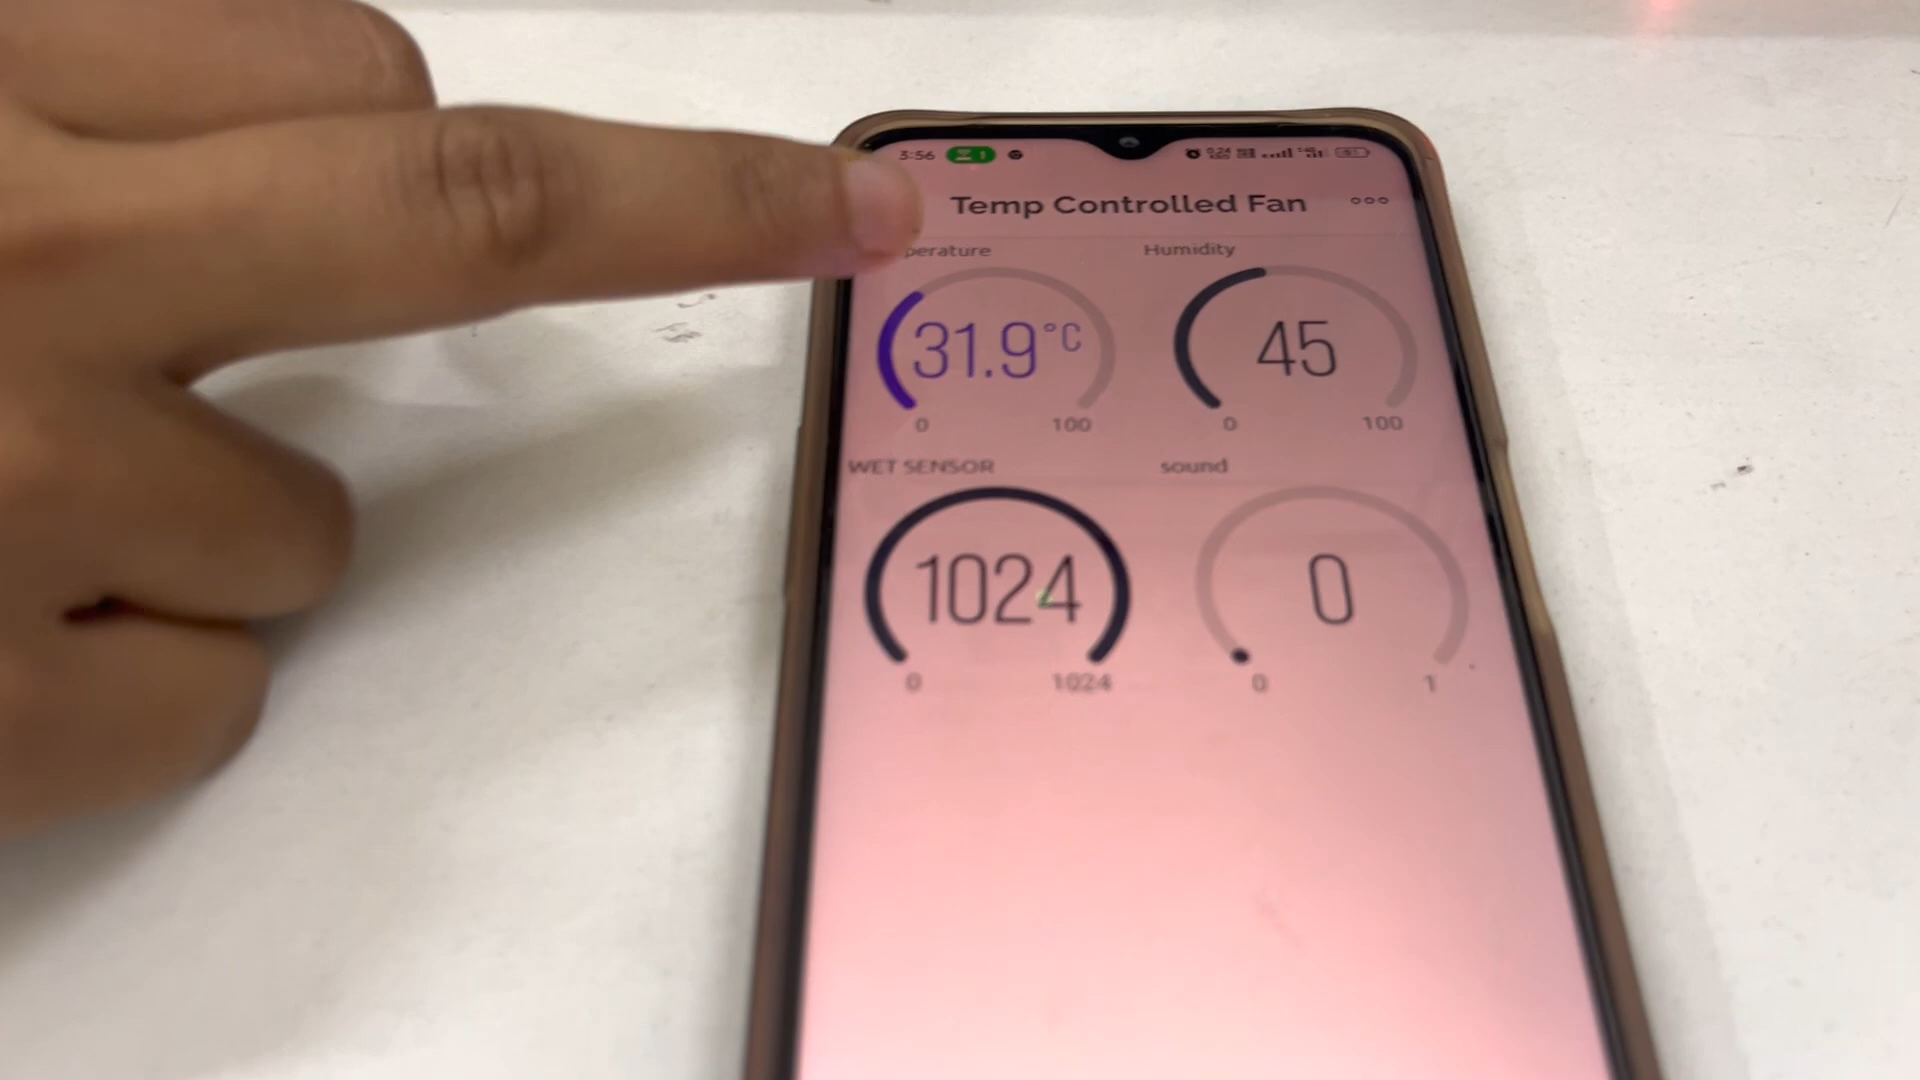 3:56
Temp Controlled Fan
perature Humidity
31.9°C 45
0 100 0 100
WET SENSOR sound
1024 0
0 1024 0 1